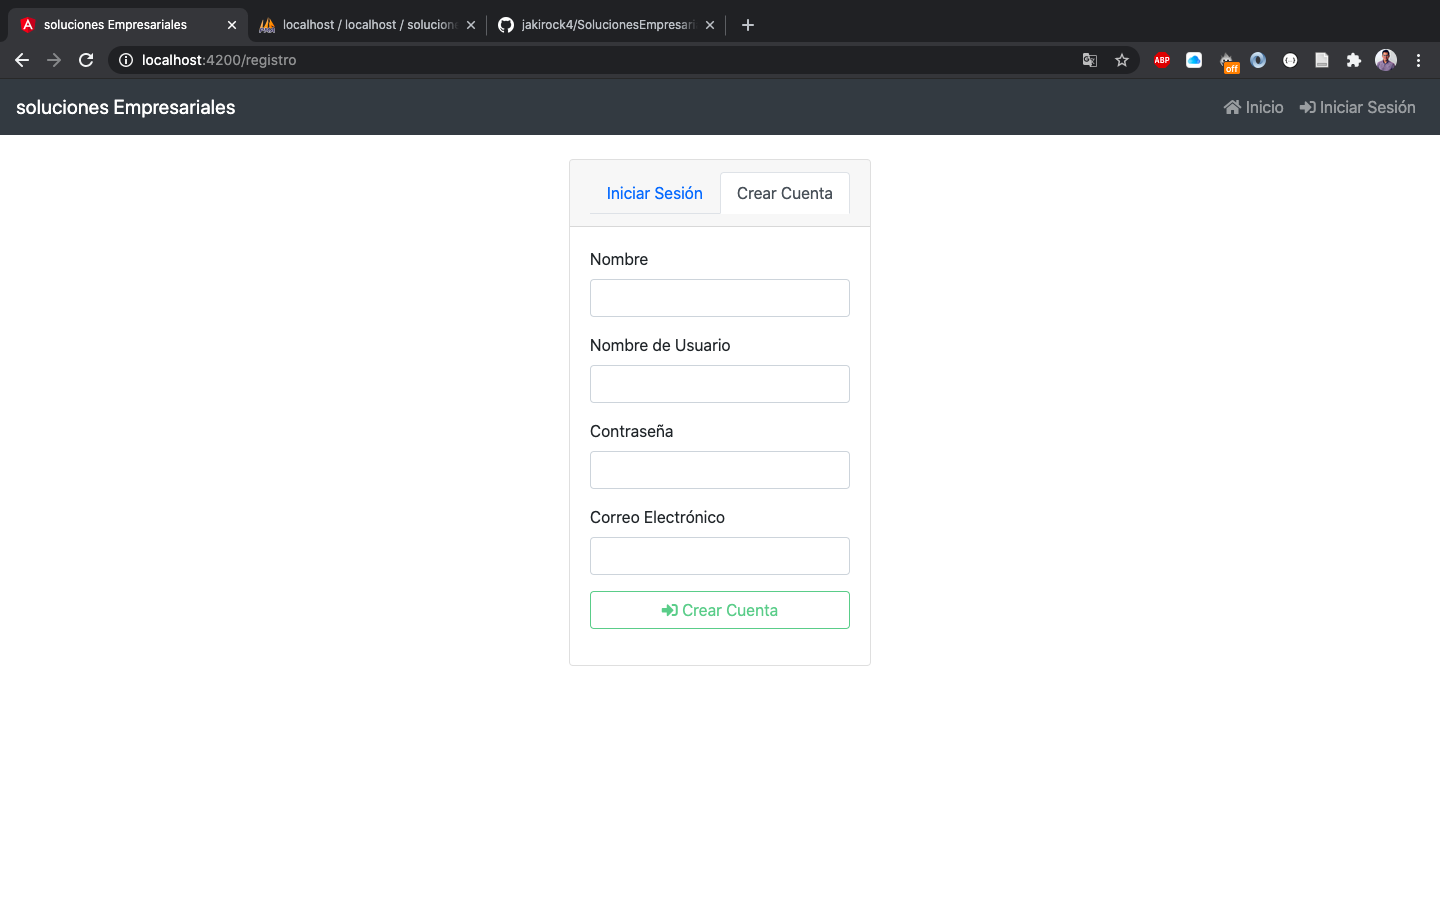 soluciones Empresariales
localhost / localhost / solucione
jakirock4/SolucionesEmpresari
localhost:4200/registro
ABP
off
soluciones Empresariales
Inicio
Iniciar Sesión
Iniciar Sesión
Crear Cuenta
Nombre
Nombre de Usuario
Contraseña
Correo Electrónico
Crear Cuenta